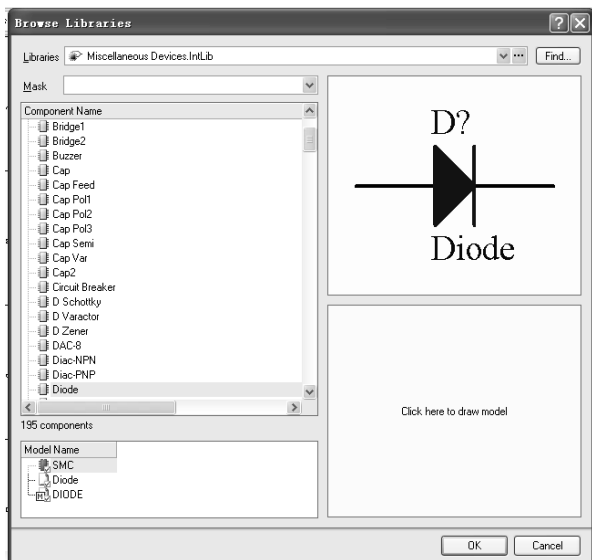 Browse Libraries
Libraries Miscellaneous Devices.IntLib ... Find...
Mask
Component Name
Bridge1
Bridge2
Buzzer
Cap
Cap Feed
Cap Pol1
Cap Pol2
Cap Pol3
Cap Semi
Cap Var
Cap2
Circuit Breaker
D Schottky
D Varactor
D Zener
DAC-8
Diac-NPN
Diac-PNP
Diode
195 components
Model Name
SMC
Diode
DIODE
D?
Diode
Click here to draw model
OK Cancel